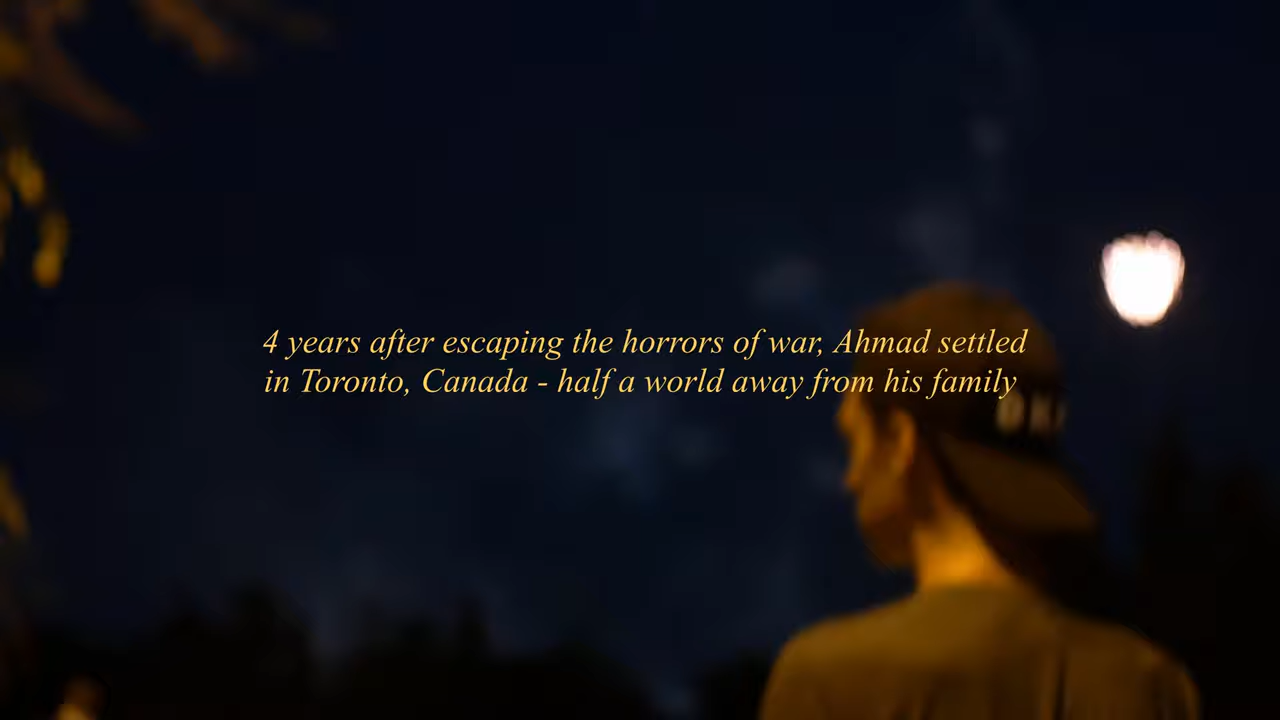 4 years after escaping the horrors of war, Ahmad settled
in Toronto, Canada - half a world away from his family